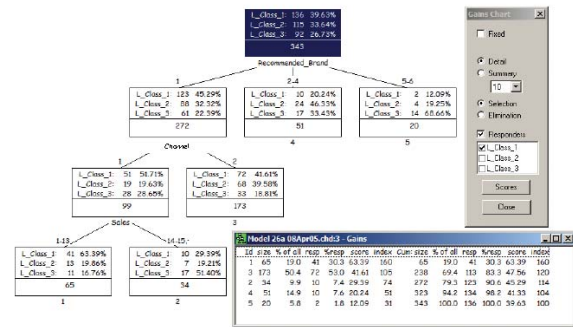 L_Class_1: 136 39.63%
L_Class_2: 115 33.64%
L_Class_3: 92 26.73%
343
Recommended_Brand
1
L_Class_1: 123 45.29%
L_Class_2: 88 32.32%
L_Class_3: 61 22.39%
272
2-4
L_Class_1: 10 20.24%
L_Class_2: 24 46.33%
L_Class_3: 17 33.43%
51
4
5-6
L_Class_1: 2 12.09%
L_Class_2: 4 19.25%
L_Class_3: 14 68.66%
20
5
Channel
1
L_Class_1: 51 51.71%
L_Class_2: 19 19.63%
L_Class_3: 28 28.65%
99
2
L_Class_1: 72 41.61%
L_Class_2: 68 39.58%
L_Class_3: 33 18.81%
173
3
Sales
1-13
L_Class_1: 41 63.39%
L_Class_2: 13 19.86%
L_Class_3: 11 16.76%
65
1
14-15,-
L_Class_1: 10 29.39%
L_Class_2: 7 19.21%
L_Class_3: 17 51.40%
34
2
Gains Chart
Fixed
Detail
Summary
10
Selection
Elimination
Responders
L_Class_1
L_Class_2
L_Class_3
Scores
Close
Model 26a 08Apr05.chd:3 - Gains
Id size % of all resp %resp score index Cum: size % of all resp %resp score index
1 65 19.0 41 30.3 63.39 160 65 19.0 41 30.3 63.39 160
3 173 50.4 72 53.0 41.61 105 238 69.4 113 83.3 47.56 120
2 34 9.9 10 7.4 29.39 74 272 79.3 123 90.6 45.29 114
4 51 14.9 10 7.6 20.24 51 323 94.2 134 98.2 41.33 104
5 20 5.8 2 1.8 12.09 31 343 100.0 136 100.0 39.63 100